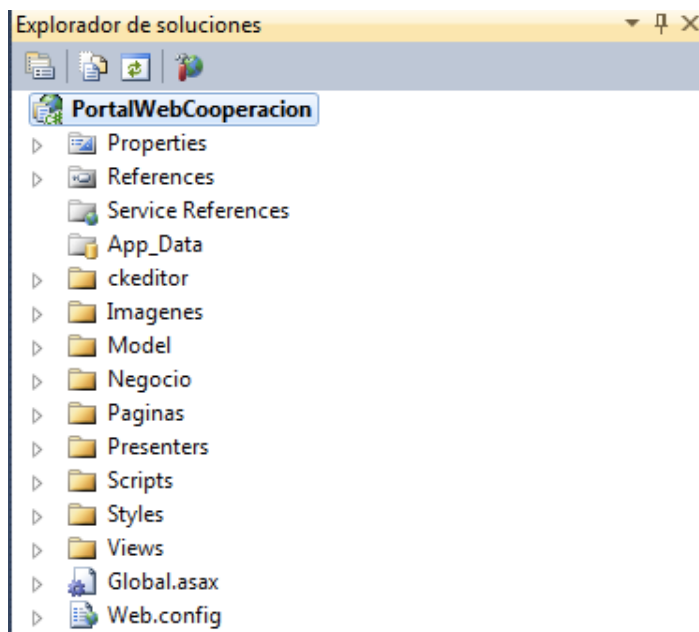 Explorador de soluciones
PortalWebCooperacion
Properties
References
Service References
App_Data
ckeditor
Imagenes
Model
Negocio
Paginas
Presenters
Scripts
Styles
Views
Global.asax
Web.config